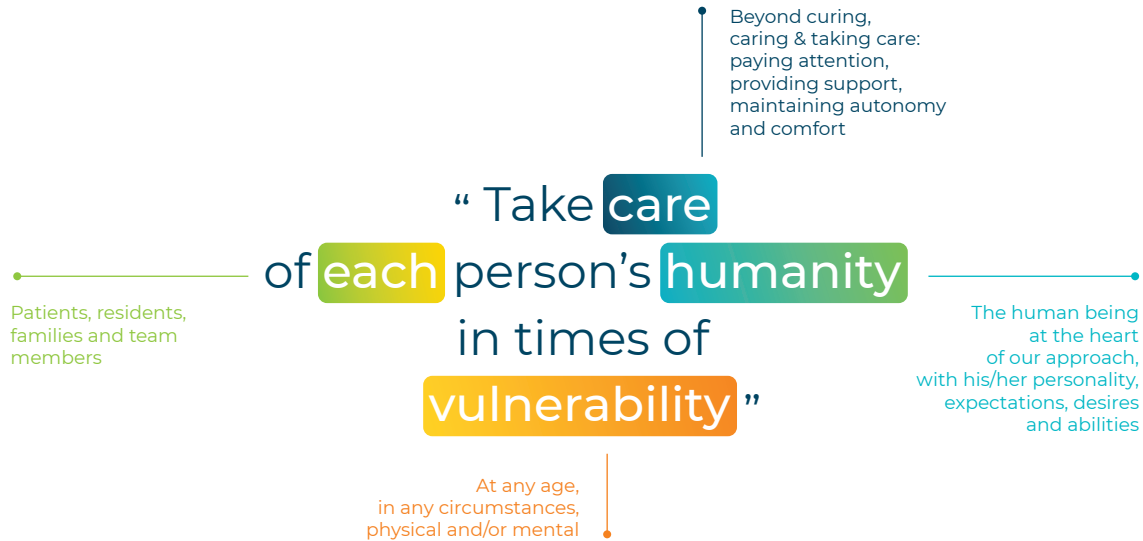 Beyond curing,
caring & taking care:
paying attention,
providing support,
maintaining autonomy
and comfort
“ Take care
of each person’s humanity
in times of
vulnerability ”
Patients, residents,
families and team
members
The human being
at the heart
of our approach,
with his/her personality,
expectations, desires
and abilities
At any age,
in any circumstances,
physical and/or mental